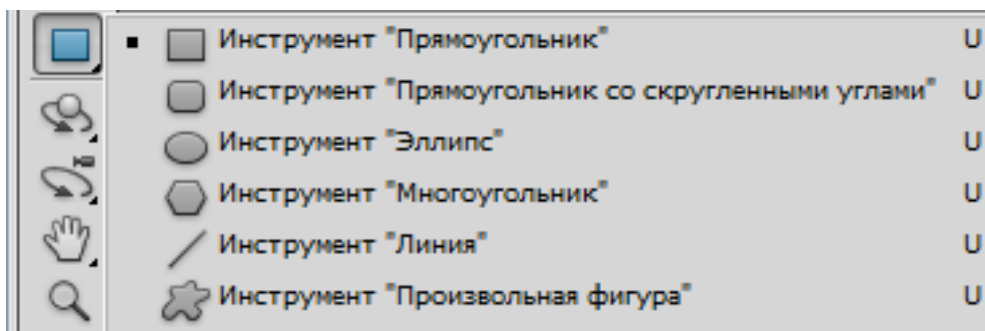 Инструмент "Прямоугольник" U
Инструмент "Прямоугольник со скругленными углами" U
Инструмент "Эллипс" U
Инструмент "Многоугольник" U
Инструмент "Линия" U
Инструмент "Произвольная фигура" U